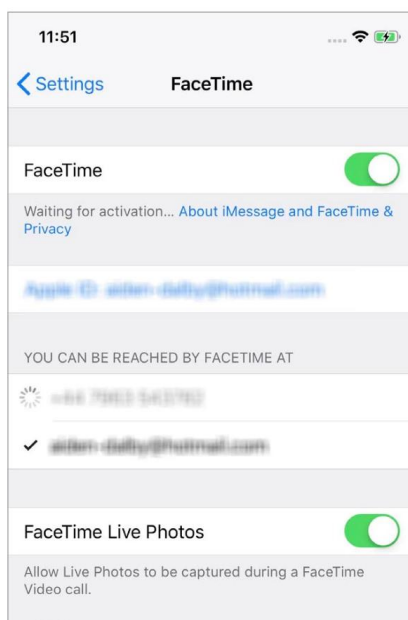 11:51
Settings
FaceTime
FaceTime
Waiting for activation... About iMessage and FaceTime &
Privacy
YOU CAN BE REACHED BY FACETIME AT
FaceTime Live Photos
Allow Live Photos to be captured during a FaceTime
Video call.